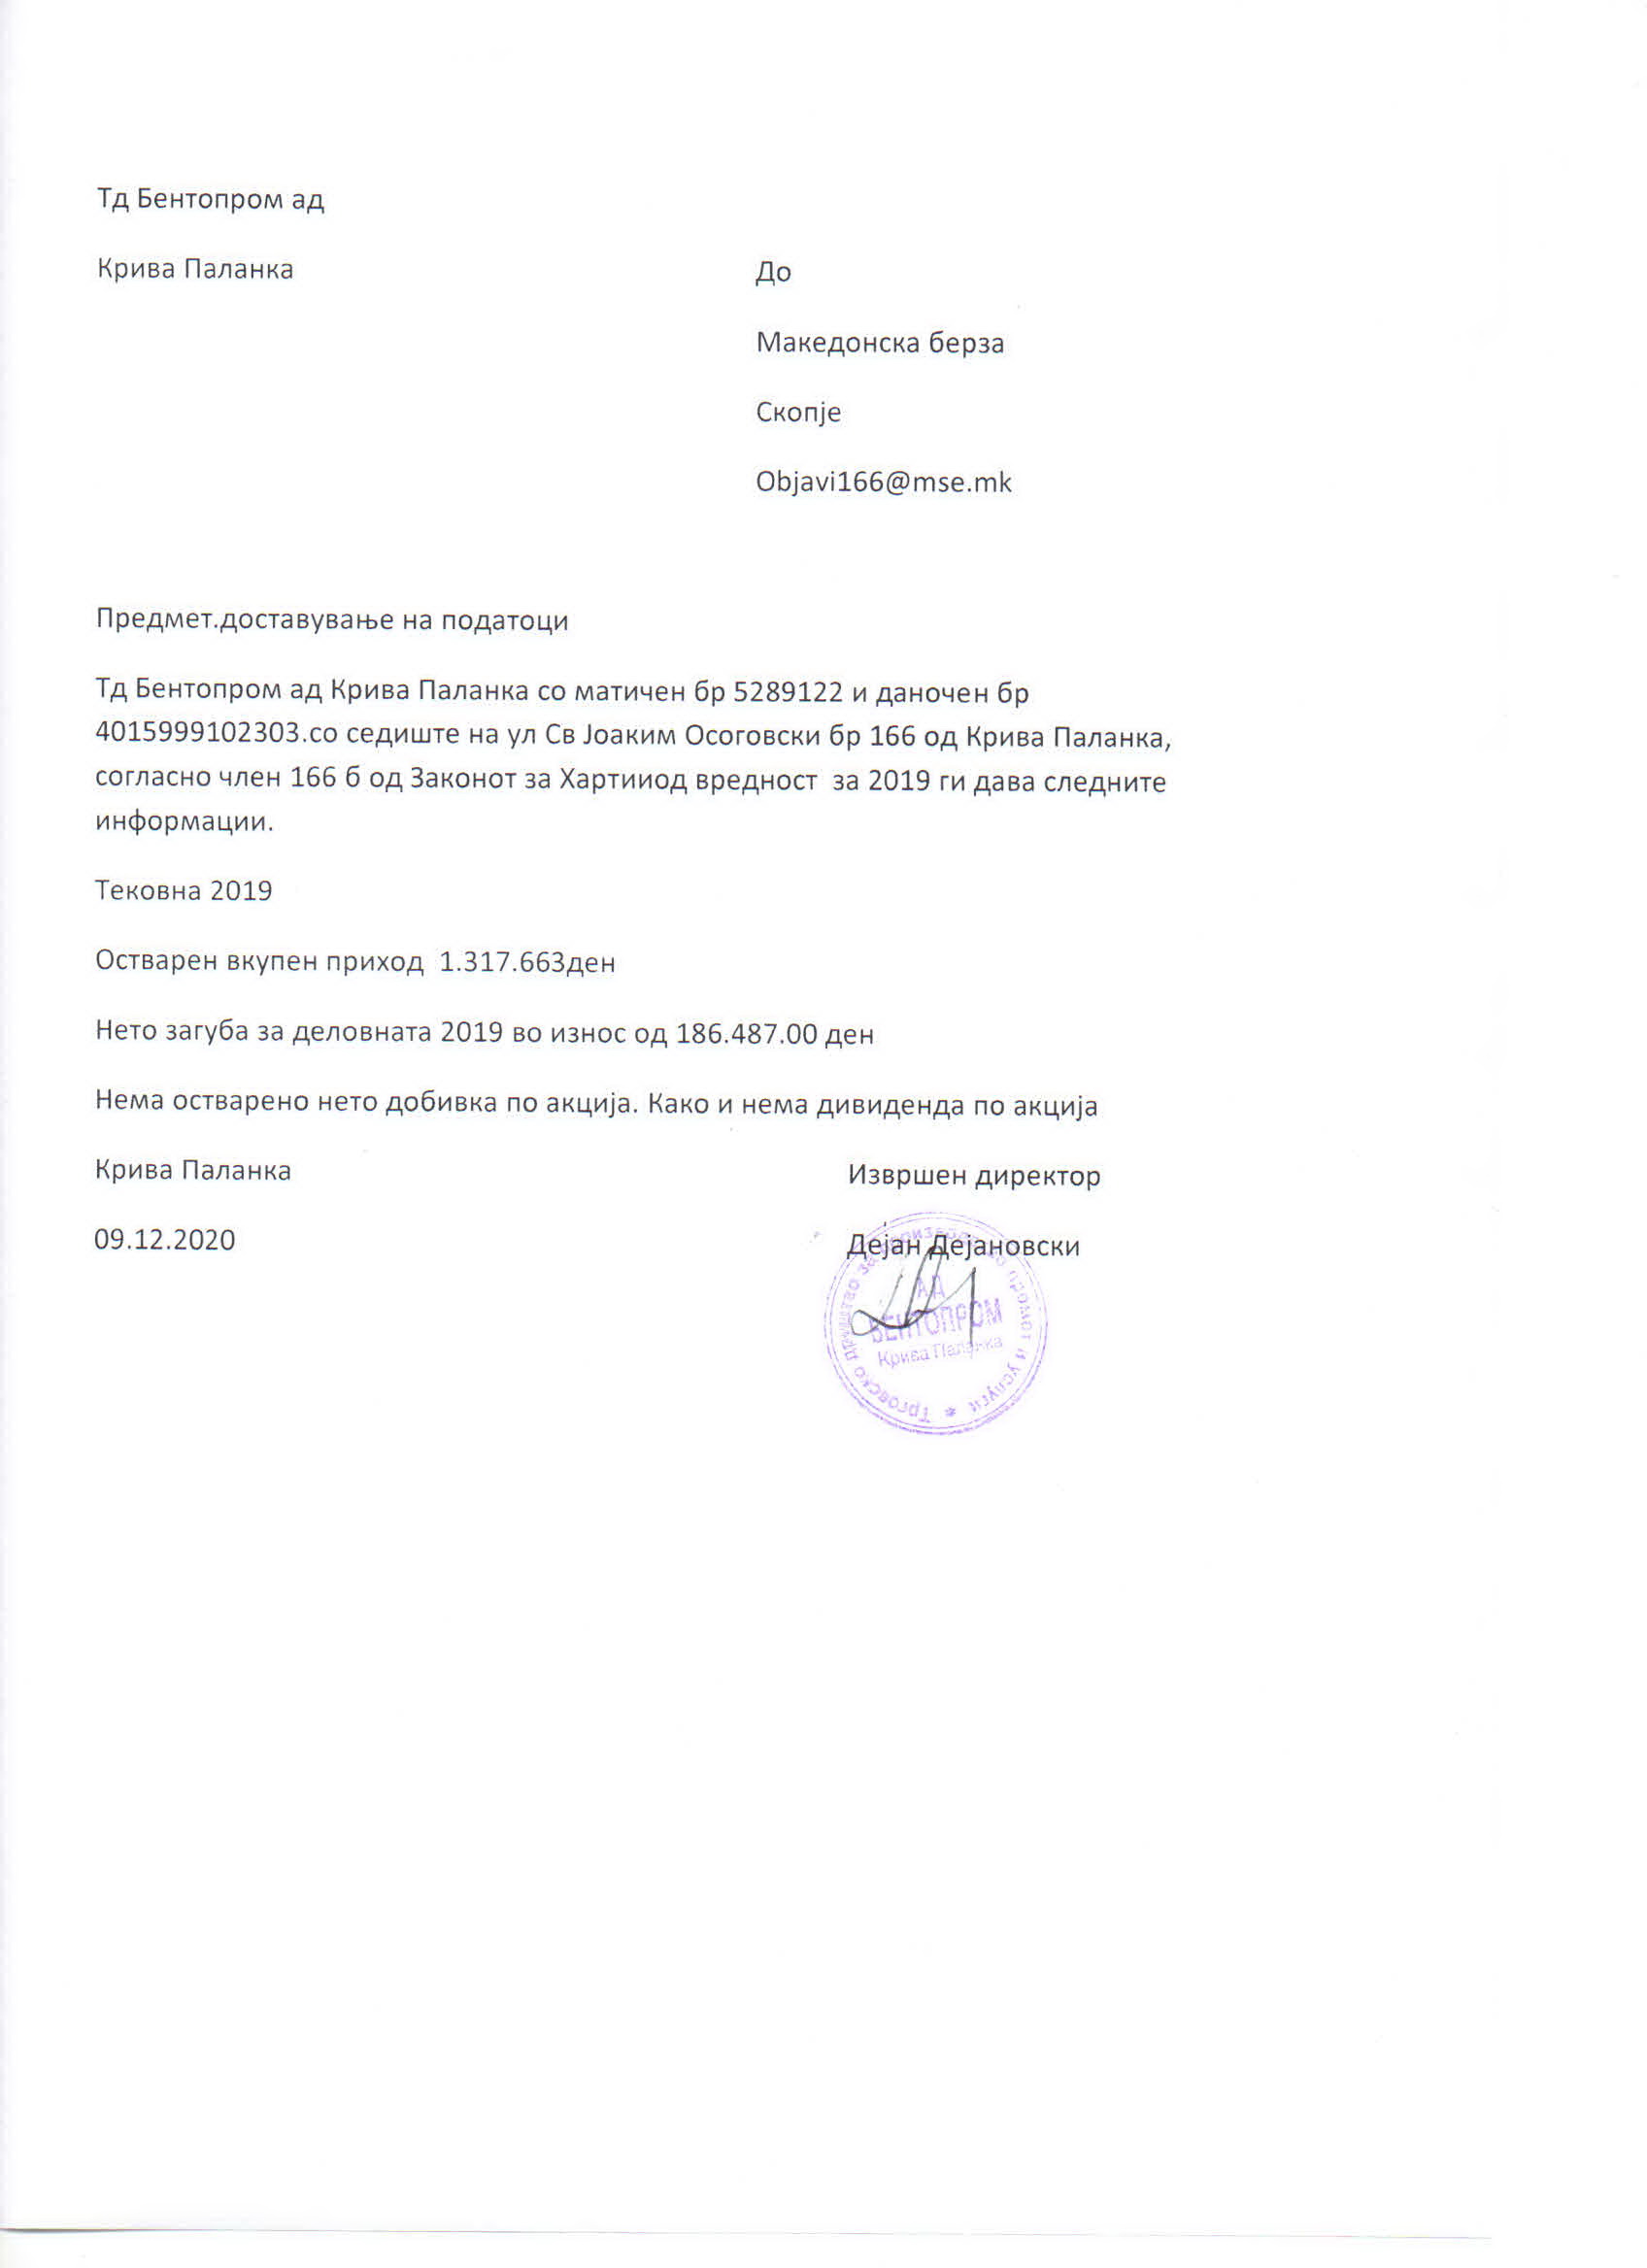 Тд Бентопром ад
Крива Паланка
До
Македонска берза
Скопје
Objavi166@mse.mk
Предмет.доставување на податоци
Тд Бентопром ад Крива Паланка со матичен бр 5289122 и даночен бр
4015999102303.со седиште на ул Св Јоаким Осоговски бр 166 од Крива Паланка,
согласно член 166 б од Законот за Хартииод вредност  за 2019 ги дава следните
информации.
Тековна 2019
Остварен вкупен приход  1.317.663ден
Нето загуба за деловната 2019 во износ од 186.487.00 ден
Нема остварено нето добивка по акција. Како и нема дивиденда по акција
Крива Паланка
Извршен директор
09.12.2020
Дејан Дејановски
Трговско друштво за производство промет и услуги
АД
БЕНТОПРОМ
Крива Паланка